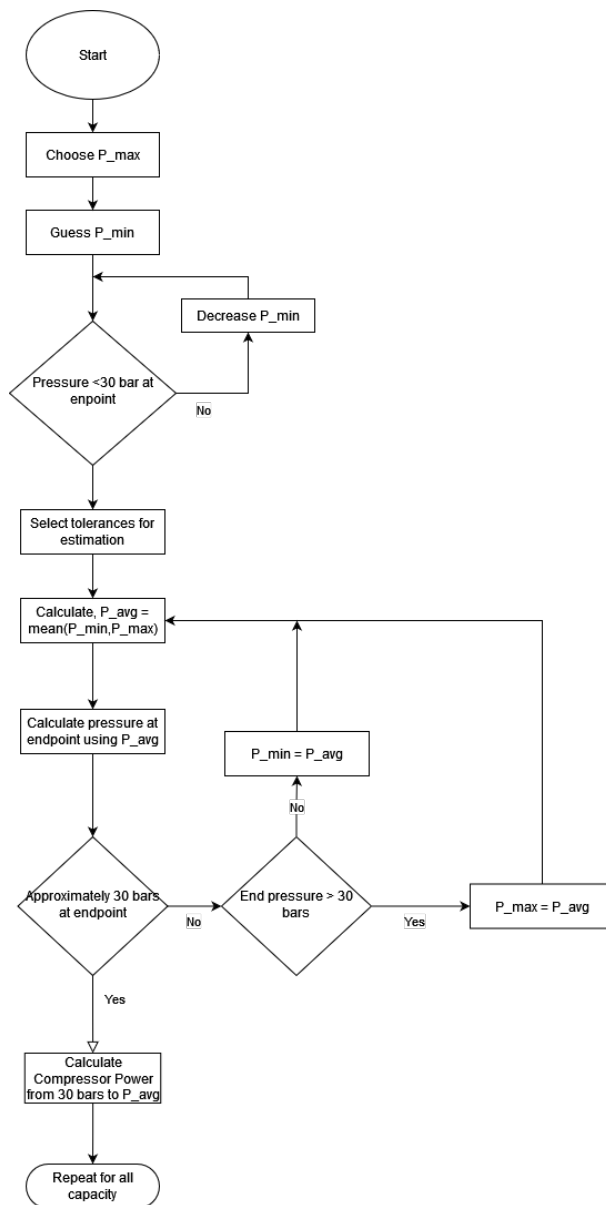 Start
Choose P_max
Guess P_min
Decrease P_min
Pressure <30 bar at
enpoint
No
Select tolerances for
estimation
Calculate, P_avg =
mean(P_min,P_max)
Calculate pressure at
endpoint using P_avg
P_min = P_avg
No
Approximately 30 bars
at endpoint
No
End pressure > 30
bars
Yes
P_max = P_avg
Yes
Calculate
Compressor Power
from 30 bars to P_avg
Repeat for all
capacity